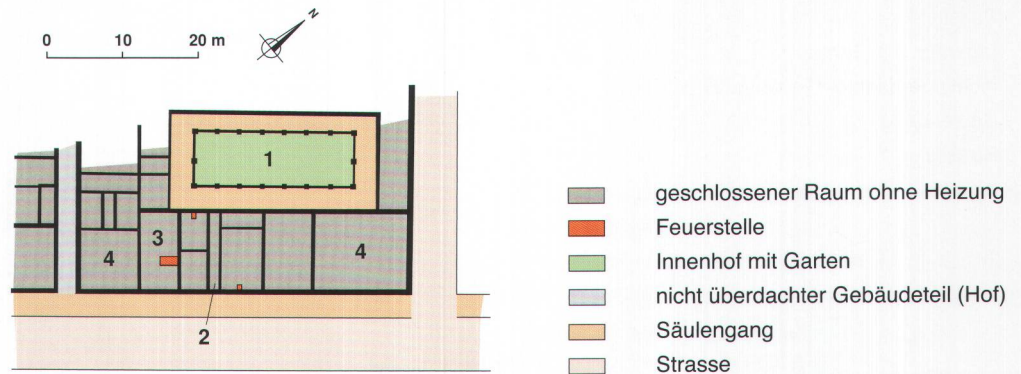 N
0 10 20 m
1
3
4
4
2
geschlossener Raum ohne Heizung
Feuerstelle
Innenhof mit Garten
nicht überdachter Gebäudeteil (Hof)
Säulengang
Strasse